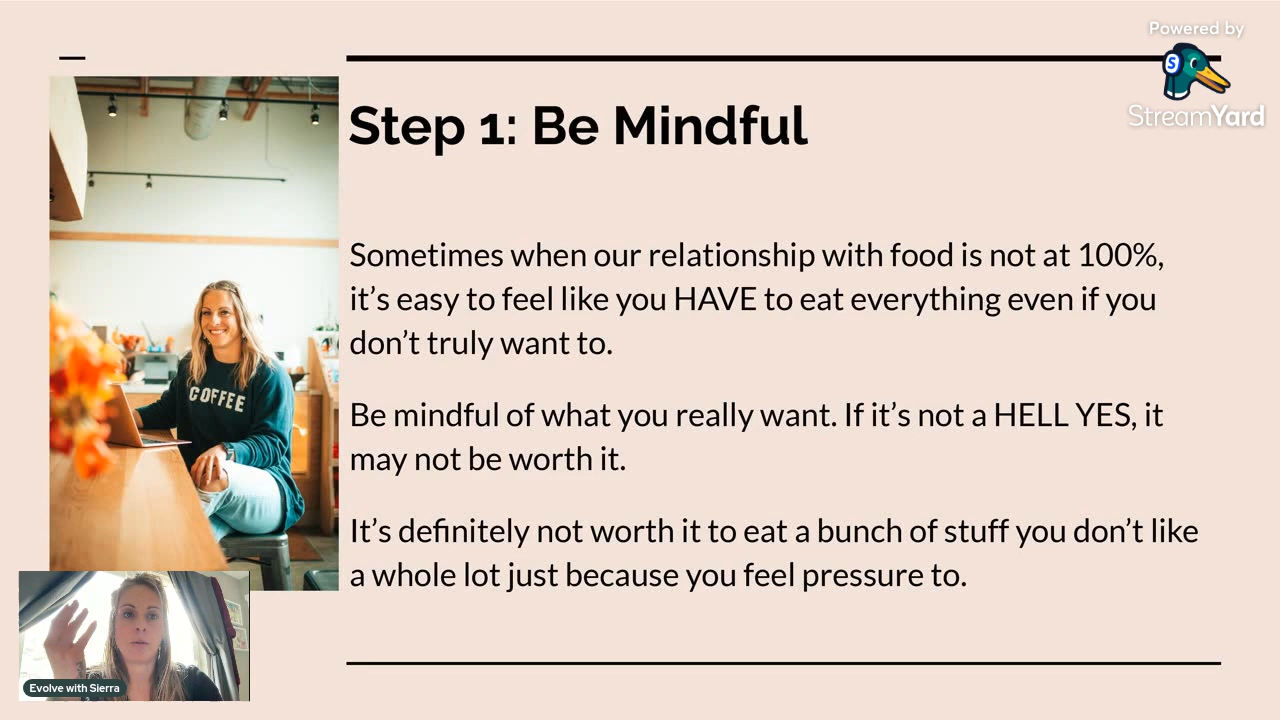 Powered by
S
StreamYard
Step 1: Be Mindful
Sometimes when our relationship with food is not at 100%,
it’s easy to feel like you HAVE to eat everything even if you
don’t truly want to.
Be mindful of what you really want. If it’s not a HELL YES, it
may not be worth it.
It’s definitely not worth it to eat a bunch of stuff you don’t like
a whole lot just because you feel pressure to.
COFFEE
Evolve with Sierra